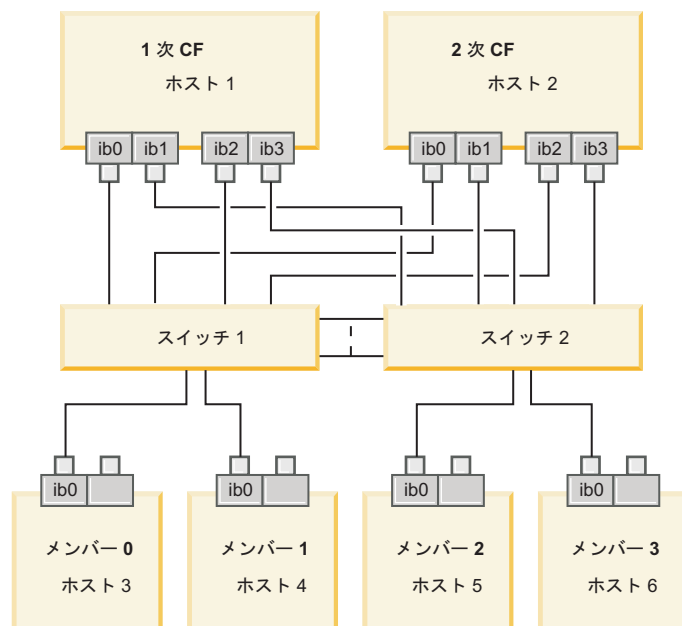 1 次 CF
ホスト 1
2 次 CF
ホスト 2
ib0 ib1 ib2 ib3
ib0 ib1 ib2 ib3
スイッチ 1
スイッチ 2
ib0
ib0
ib0
ib0
メンバー 0
ホスト 3
メンバー 1
ホスト 4
メンバー 2
ホスト 5
メンバー 3
ホスト 6